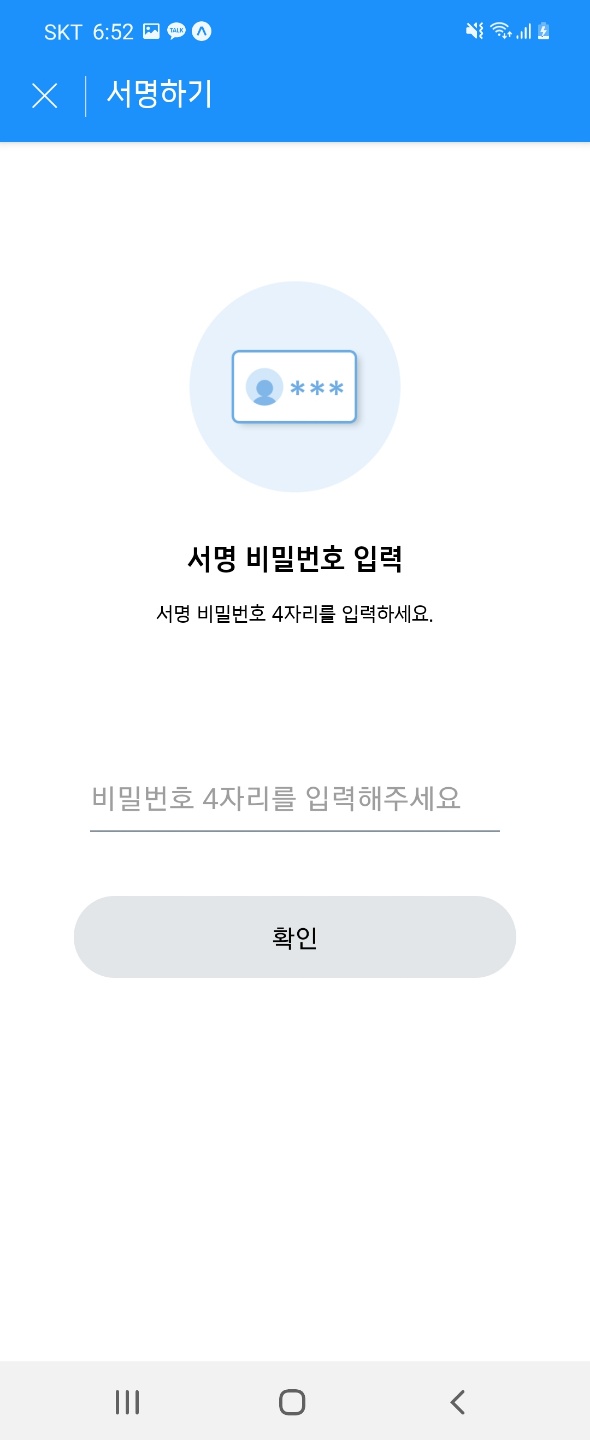 SKT 6:52 TALK
서명하기
***
서명 비밀번호 입력
서명 비밀번호 4자리를 입력하세요.
비밀번호 4자리를 입력해주세요
확인